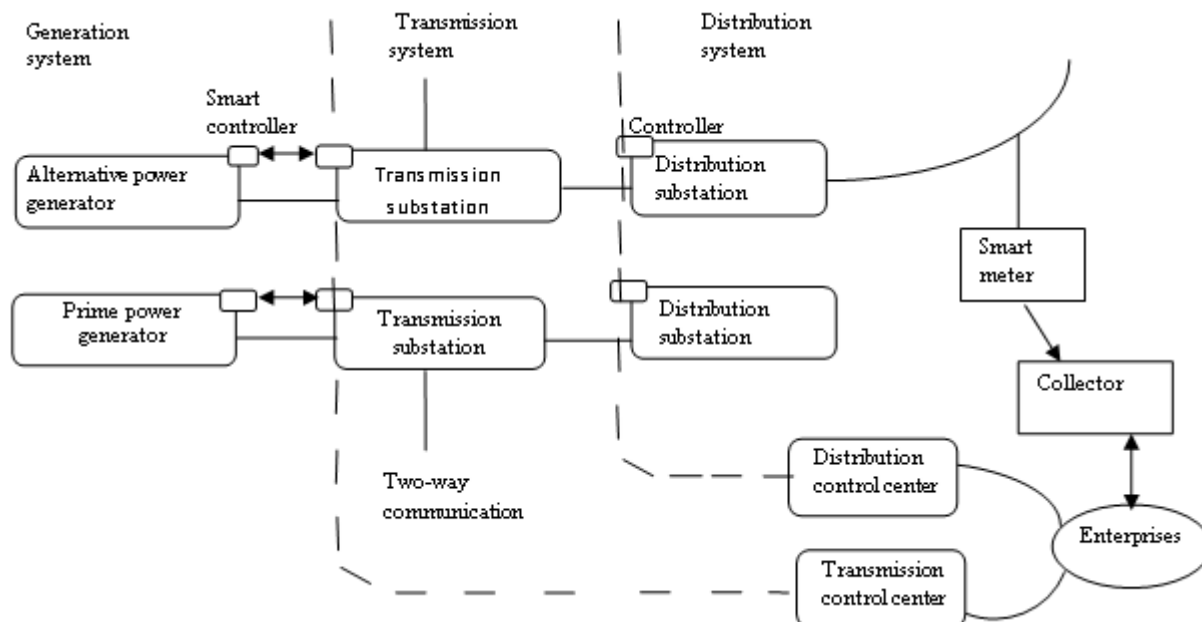 Generation
system
Transmission
system
Distribution
system
Smart
controller
Controller
Alternative power
generator
Transmission
substation
Distribution
substation
Smart
meter
Prime power
generator
Transmission
substation
Distribution
substation
Collector
Two-way
communication
Distribution
control center
Enterprises
Transmission
control center